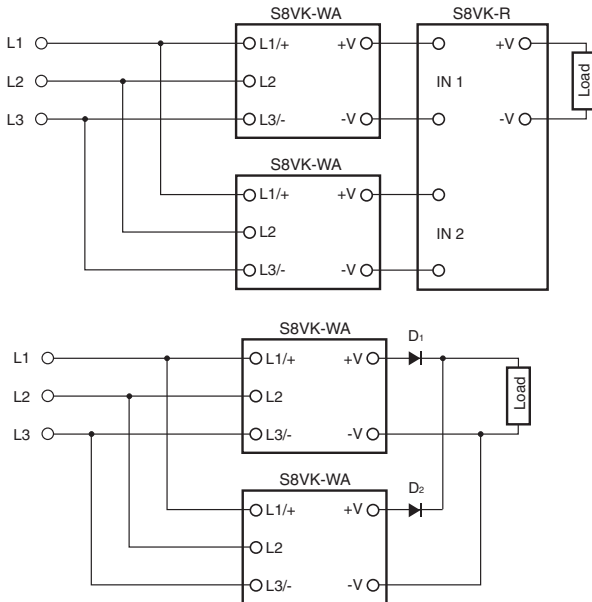 S8VK-WA S8VK-R
L1 L1/+ +V +V
L2 L2 IN 1 Load
L3 L3/- -V -V
S8VK-WA
L1/+ +V
L2 IN 2
L3/- -V
S8VK-WA D1
L1 L1/+ +V
L2 L2 Load
L3 L3/- -V
S8VK-WA D2
L1/+ +V
L2
L3/- -V